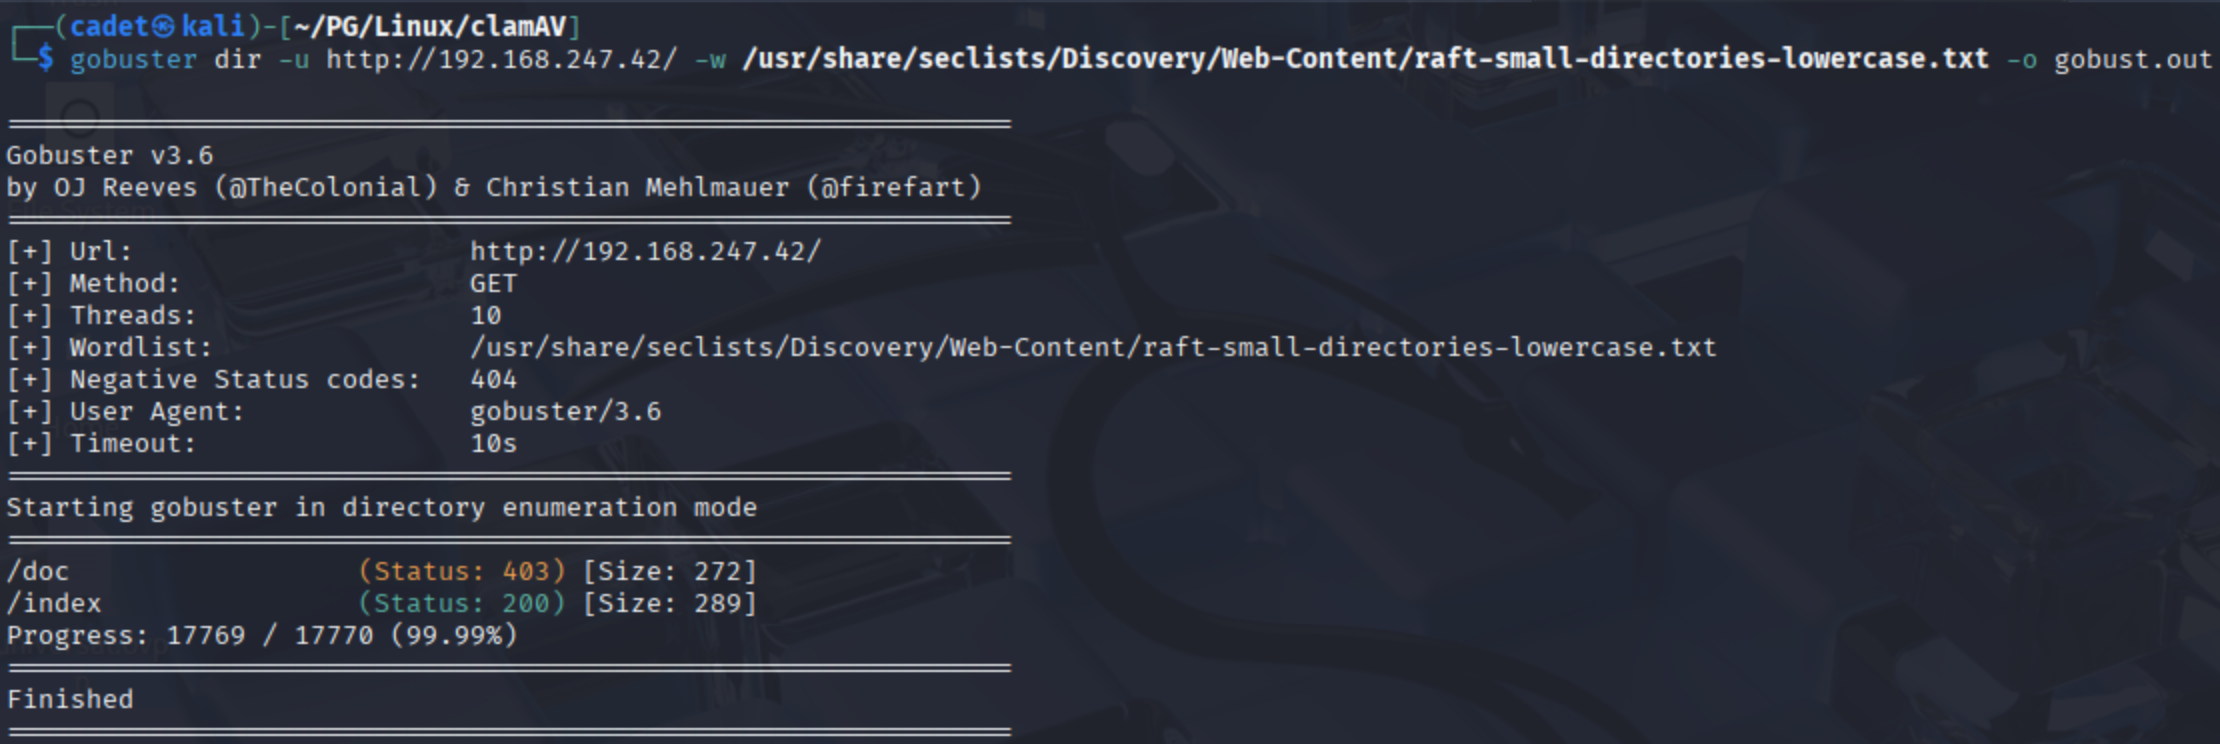 ┌──(cadet㉿kali)-[~/PG/Linux/clamAV]
└─$ gobuster dir -u http://192.168.247.42/ -w /usr/share/seclists/Discovery/Web-Content/raft-small-directories-lowercase.txt -o gobust.out
===============================================================
Gobuster v3.6
by OJ Reeves (@TheColonial) & Christian Mehlmauer (@firefart)
===============================================================
[+] Url:                     http://192.168.247.42/
[+] Method:                  GET
[+] Threads:                 10
[+] Wordlist:                /usr/share/seclists/Discovery/Web-Content/raft-small-directories-lowercase.txt
[+] Negative Status codes:   404
[+] User Agent:              gobuster/3.6
[+] Timeout:                 10s
===============================================================
Starting gobuster in directory enumeration mode
===============================================================
/doc                  (Status: 403) [Size: 272]
/index                (Status: 200) [Size: 289]
Progress: 17769 / 17770 (99.99%)
===============================================================
Finished
===============================================================